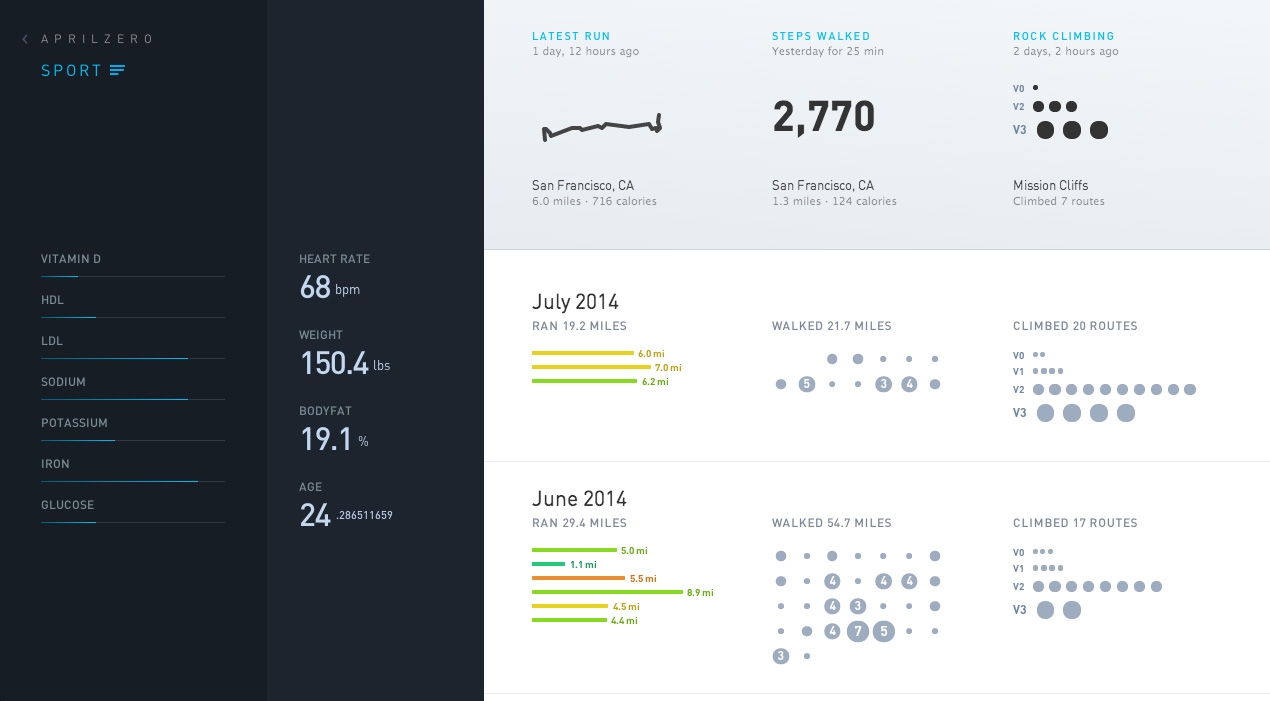 APRILZERO
SPORT
VITAMIN D
HDL
LDL
SODIUM
POTASSIUM
IRON
GLUCOSE
HEART RATE
68 bpm
WEIGHT
150.4 lbs
BODYFAT
19.1 %
AGE
24 .286511659
LATEST RUN
1 day, 12 hours ago
San Francisco, CA
6.0 miles · 716 calories
STEPS WALKED
Yesterday for 25 min
2,770
San Francisco, CA
1.3 miles · 124 calories
ROCK CLIMBING
2 days, 2 hours ago
V0
V2
V3
Mission Cliffs
Climbed 7 routes
July 2014
RAN 19.2 MILES
6.0 mi
7.0 mi
6.2 mi
WALKED 21.7 MILES
5 3 4
CLIMBED 20 ROUTES
V0
V1
V2
V3
June 2014
RAN 29.4 MILES
5.0 mi
1.1 mi
5.5 mi
8.9 mi
4.5 mi
4.4 mi
WALKED 54.7 MILES
4 4 4
4 3
4 7 5
3
CLIMBED 17 ROUTES
V0
V1
V2
V3